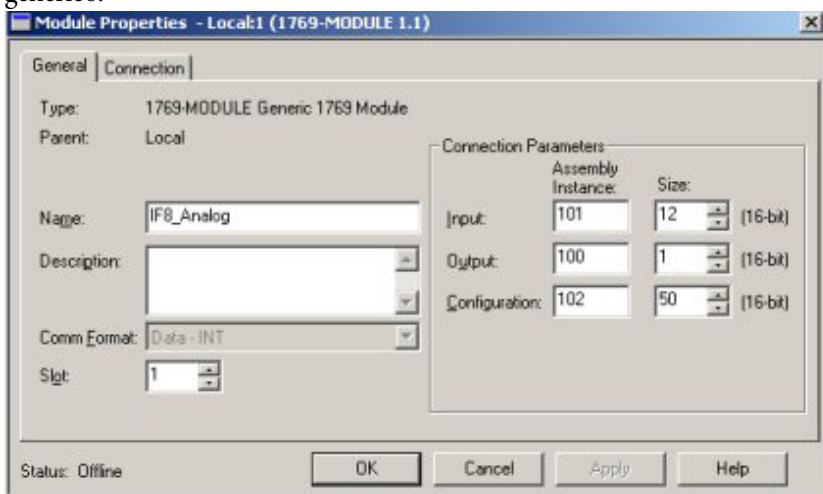 generico.
Module Properties - Local:1 (1769-MODULE 1.1)
General Connection
Type: 1769-MODULE Generic 1769 Module
Parent: Local
Connection Parameters
Assembly
Instance: Size:
Name: IF8_Analog Input: 101 12 (16-bit)
Description: Output: 100 1 (16-bit)
Configuration: 102 50 (16-bit)
Comm Format: Data - INT
Slot: 1
Status: Offline OK Cancel Apply Help